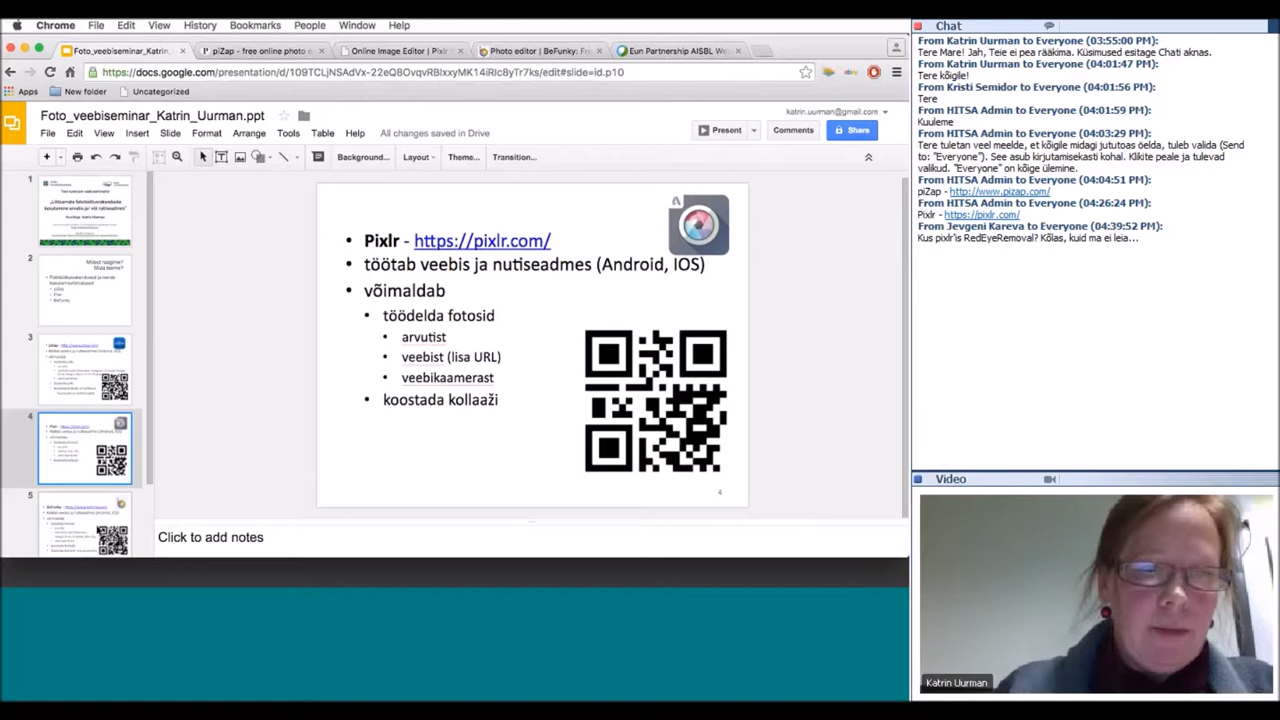 Chrome File Edit View History Bookmarks People Window Help
Foto_veebiseminar_Katrin_
piZap - free online photo e
Online Image Editor | Pixlr
Photo editor | BeFunky: Fo
Eun Partnership AISBL We
https://docs.google.com/presentation/d/109TCLjNSAdVx-22eQ8OvqvRBlxxyMK14iRIc8yTr7ks/edit#slide=id.p10
ebay
Apps New folder Uncategorized
Foto_veebiseminar_Katrin_Uurman.ppt
katrin.uurman@gmail.com
File Edit View Insert Slide Format Arrange Tools Table Help All changes saved in Drive
Present Comments Share
Background... Layout Theme... Transition...
1
2
3
4
5
Pixlr - https://pixlr.com/
töötab veebis ja nutiseadmes (Android, IOS)
võimaldab
töödelda fotosid
arvutist
veebist (lisa URL)
veebikaamerast
koostada kollaaži
4
Click to add notes
Chat
From Katrin Uurman to Everyone (03:55:00 PM):
Tere Mare! Jah, Teie ei pea rääkima. Küsimused esitage Chati aknas.
From Katrin Uurman to Everyone (04:01:47 PM):
Tere kõigile!
From Kristi Semidor to Everyone (04:01:56 PM):
Tere
From HITSA Admin to Everyone (04:01:59 PM):
Kuuleme
From HITSA Admin to Everyone (04:03:29 PM):
Tere tuletan veel meelde, et kõigile midagi jututoas öelda, tuleb valida (Send
to: "Everyone"). See asub kirjutamisekasti kohal. Klikite peale ja tulevad
valikud. "Everyone" on kõige ülemine.
From HITSA Admin to Everyone (04:04:51 PM):
piZap - http://www.pizap.com/
From HITSA Admin to Everyone (04:26:24 PM):
Pixlr - https://pixlr.com/
From Jevgeni Kareva to Everyone (04:39:52 PM):
Kus pixlr'is RedEyeRemoval? Kõlas, kuid ma ei leia...
Video
Katrin Uurman